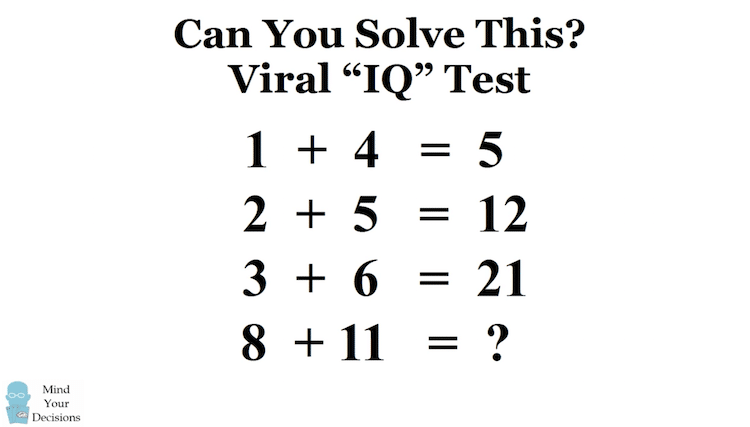 Can You Solve This?
Viral “IQ” Test
1 + 4 = 5
2 + 5 = 12
3 + 6 = 21
8 + 11 = ?
Mind
Your
Decisions